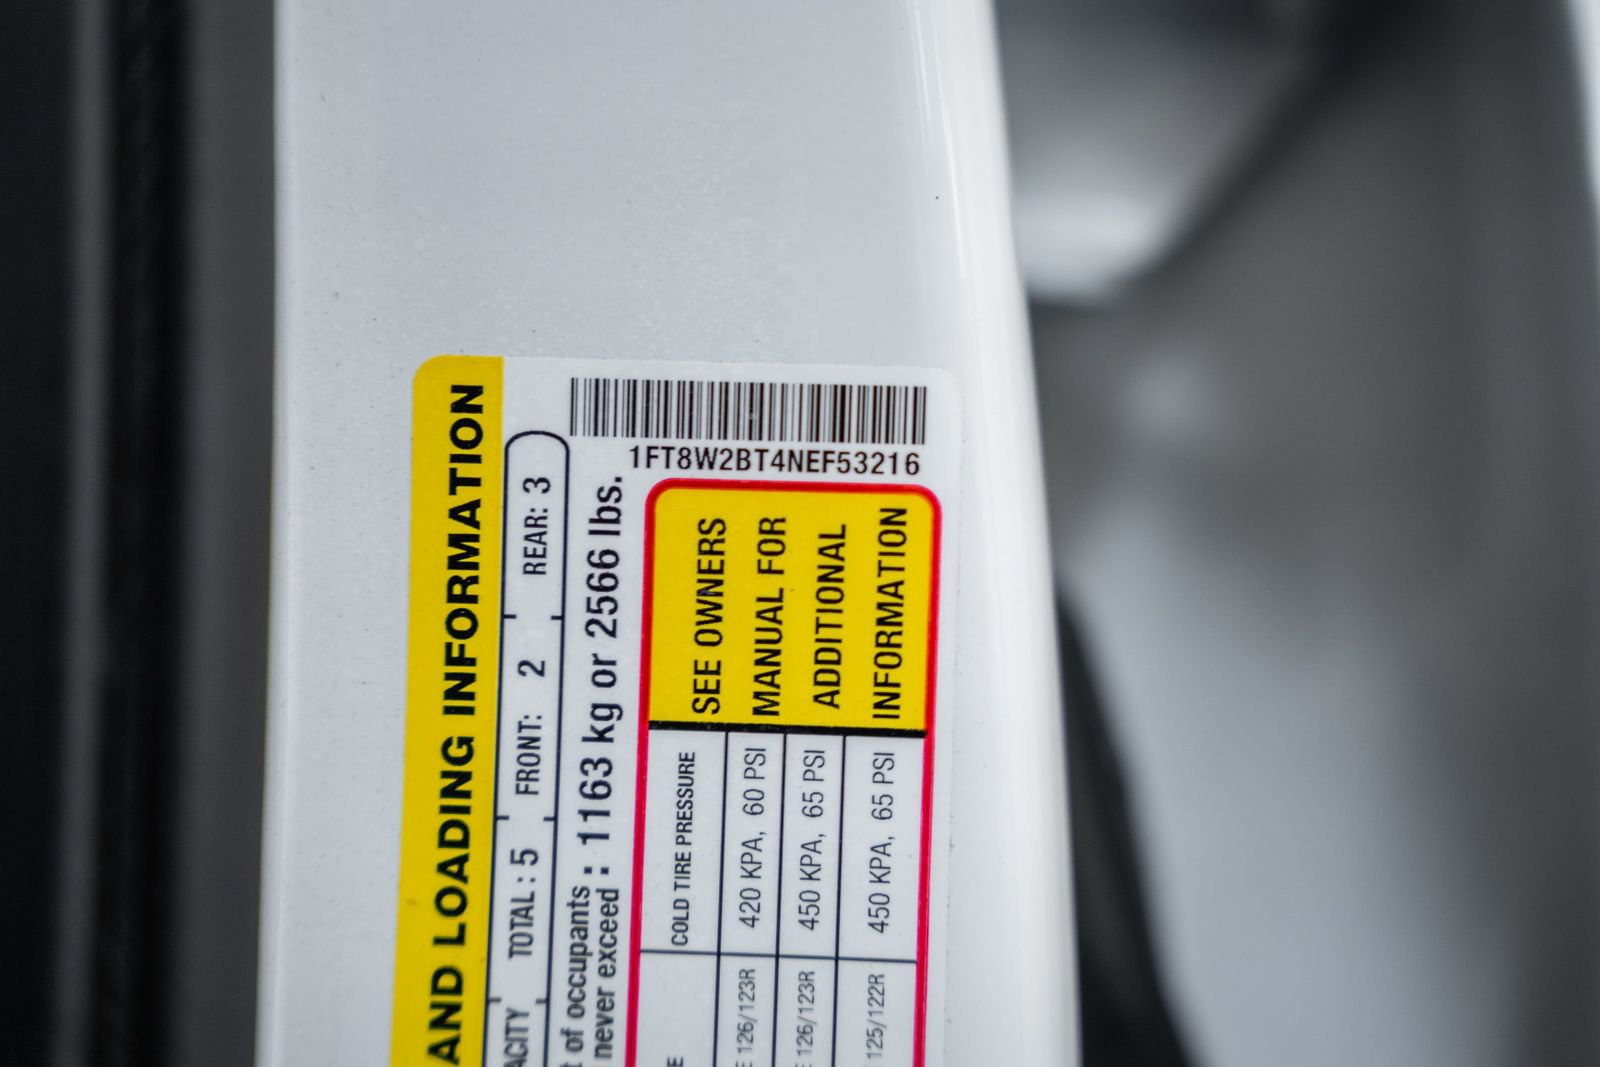 1FT8W2BT4NEF53216
AND LOADING INFORMATION
TOTAL : 5 FRONT: 2 REAR: 3
of occupants
never exceed : 1163 kg or 2566 lbs.
COLD TIRE PRESSURE
126/123R 420 KPA, 60 PSI
126/123R 450 KPA, 65 PSI
125/122R 450 KPA, 65 PSI
SEE OWNERS
MANUAL FOR
ADDITIONAL
INFORMATION